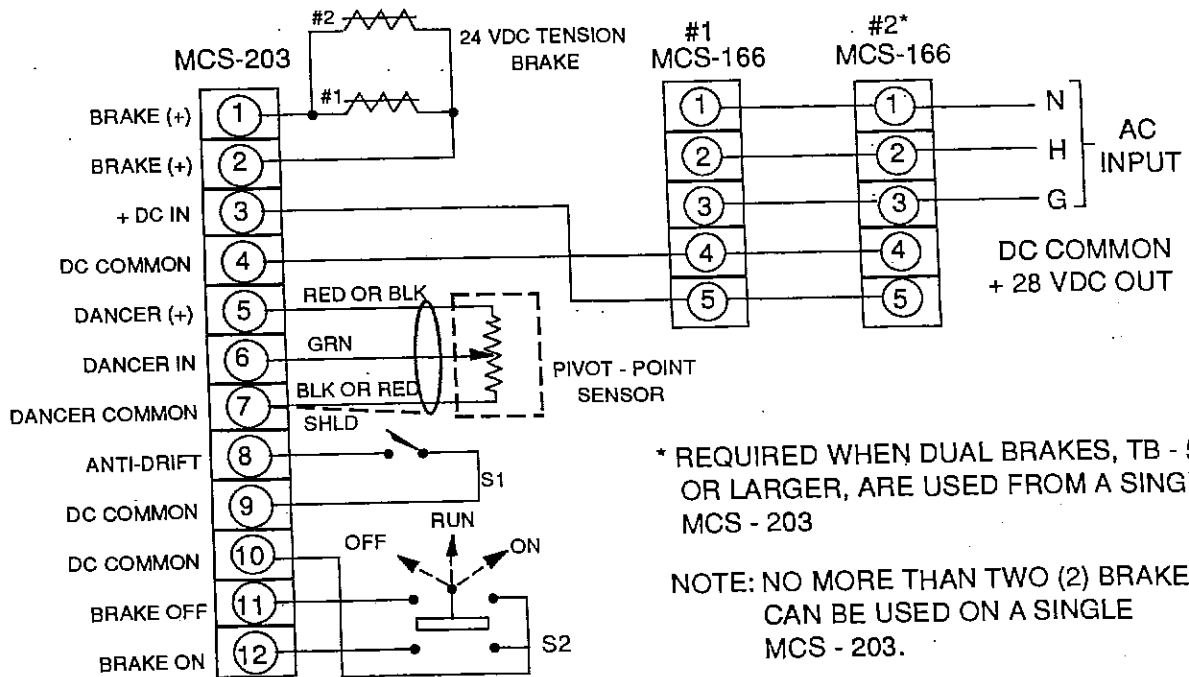 #2
24 VDC TENSION
BRAKE
#1
MCS-203
BRAKE (+) 1
BRAKE (+) 2
+ DC IN 3
DC COMMON 4
DANCER (+) 5
DANCER IN 6
DANCER COMMON 7
ANTI-DRIFT 8
DC COMMON 9
DC COMMON 10
BRAKE OFF 11
BRAKE ON 12
RED OR BLK
GRN
BLK OR RED
SHLD
PIVOT - POINT
SENSOR
S1
OFF
RUN
ON
S2
#1
MCS-166
1
2
3
4
5
#2*
MCS-166
1
2
3
4
5
N
H
G
AC
INPUT
DC COMMON
+ 28 VDC OUT
* REQUIRED WHEN DUAL BRAKES, TB -
OR LARGER, ARE USED FROM A
MCS - 203
NOTE: NO MORE THAN TWO (2) BRAKE
CAN BE USED ON A SINGLE
MCS - 203.